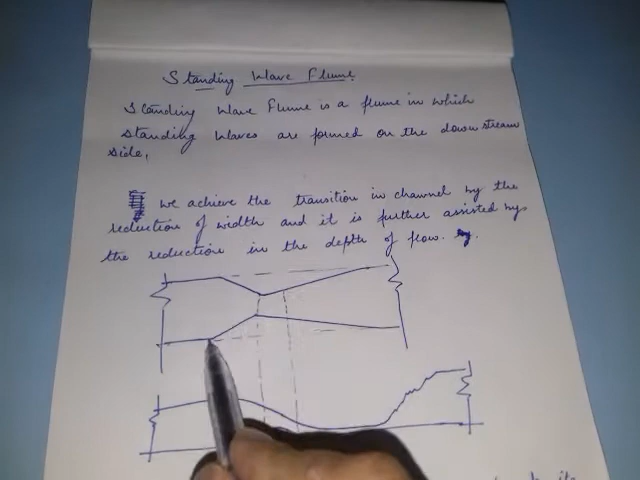 Standing Wave Flume
Standing Wave Flume is a flume in which
standing waves are formed on the down stream
side,
we achieve the transition in channel by the
reduction of width and it is further assisted by
the reduction in the depth of flow.